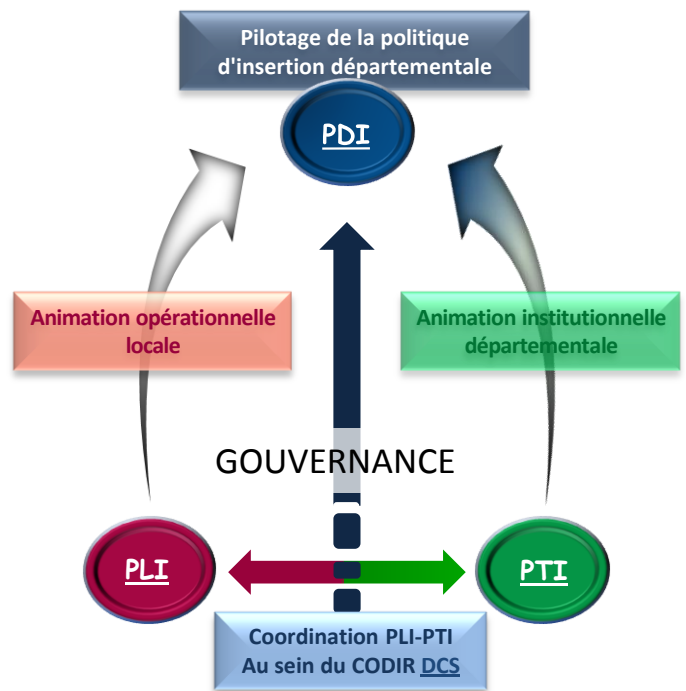 Pilotage de la politique
d'insertion départementale
PDI
Animation opérationnelle
locale
Animation institutionnelle
départementale
GOUVERNANCE
PLI
PTI
Coordination PLI-PTI
Au sein du CODIR DCS